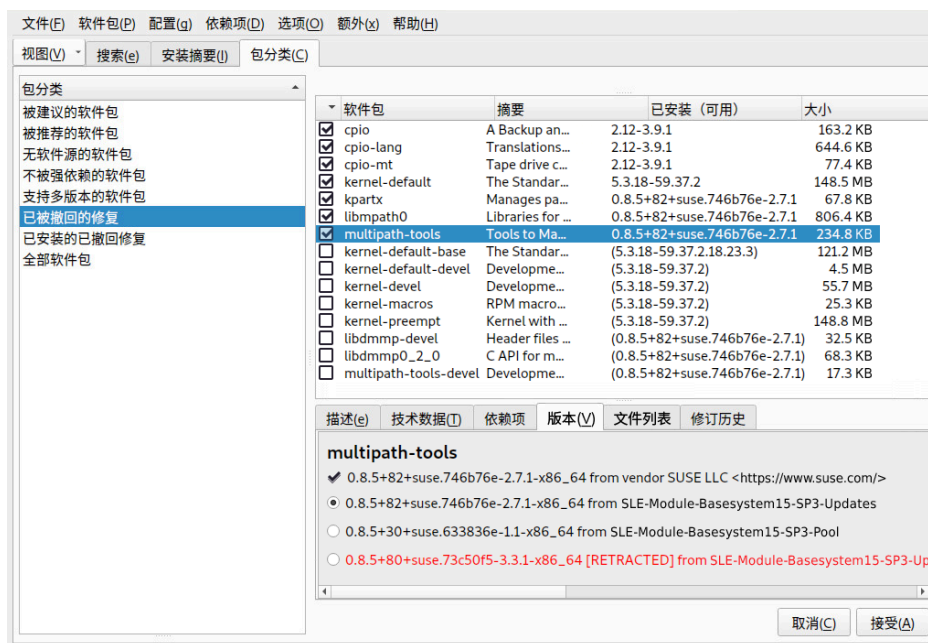 文件(F) 软件包(P) 配置(g) 依赖项(D) 选项(O) 额外(x) 帮助(H)
视图(V) 搜索(e) 安装摘要(I) 包分类(C)
包分类
被建议的软件包
被推荐的软件包
无软件源的软件包
不被强依赖的软件包
支持多版本的软件包
已被撤回的修复
已安装的已撤回修复
全部软件包
软件包 摘要 已安装（可用） 大小
cpio A Backup an... 2.12-3.9.1 163.2 KB
cpio-lang Translations... 2.12-3.9.1 644.6 KB
cpio-mt Tape drive c... 2.12-3.9.1 77.4 KB
kernel-default The Standar... 5.3.18-59.37.2 148.5 MB
kpartx Manages pa... 0.8.5+82+suse.746b76e-2.7.1 67.8 KB
libmpath0 Libraries for ... 0.8.5+82+suse.746b76e-2.7.1 806.4 KB
multipath-tools Tools to Ma... 0.8.5+82+suse.746b76e-2.7.1 234.8 KB
kernel-default-base The Standar... (5.3.18-59.37.2.18.23.3) 121.2 MB
kernel-default-devel Developme... (5.3.18-59.37.2) 4.5 MB
kernel-devel Developme... (5.3.18-59.37.2) 55.7 MB
kernel-macros RPM macro... (5.3.18-59.37.2) 25.3 KB
kernel-preempt Kernel with ... (5.3.18-59.37.2) 148.8 MB
libdmmp-devel Header files ... (0.8.5+82+suse.746b76e-2.7.1) 32.5 KB
libdmmp0_2_0 C API for m... (0.8.5+82+suse.746b76e-2.7.1) 68.3 KB
multipath-tools-devel Developme... (0.8.5+82+suse.746b76e-2.7.1) 17.3 KB
描述(e) 技术数据(T) 依赖项 版本(V) 文件列表 修订历史
multipath-tools
0.8.5+82+suse.746b76e-2.7.1-x86_64 from vendor SUSE LLC <https://www.suse.com/>
0.8.5+82+suse.746b76e-2.7.1-x86_64 from SLE-Module-Basesystem15-SP3-Updates
0.8.5+30+suse.633836e-1.1-x86_64 from SLE-Module-Basesystem15-SP3-Pool
0.8.5+80+suse.73c50f5-3.3.1-x86_64 [RETRACTED] from SLE-Module-Basesystem15-SP3-Up
取消(C) 接受(A)